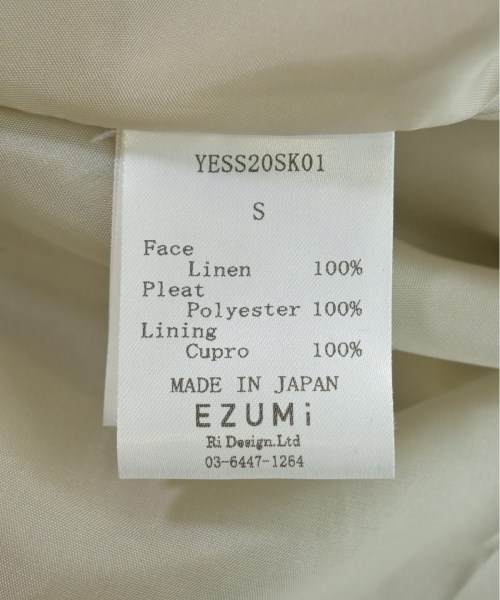 YESS20SK01
S
Face
Linen 100%
Pleat
Polyester 100%
Lining
Cupro 100%
MADE IN JAPAN
EZUMi
Ri Design.Ltd
03-6447-1264